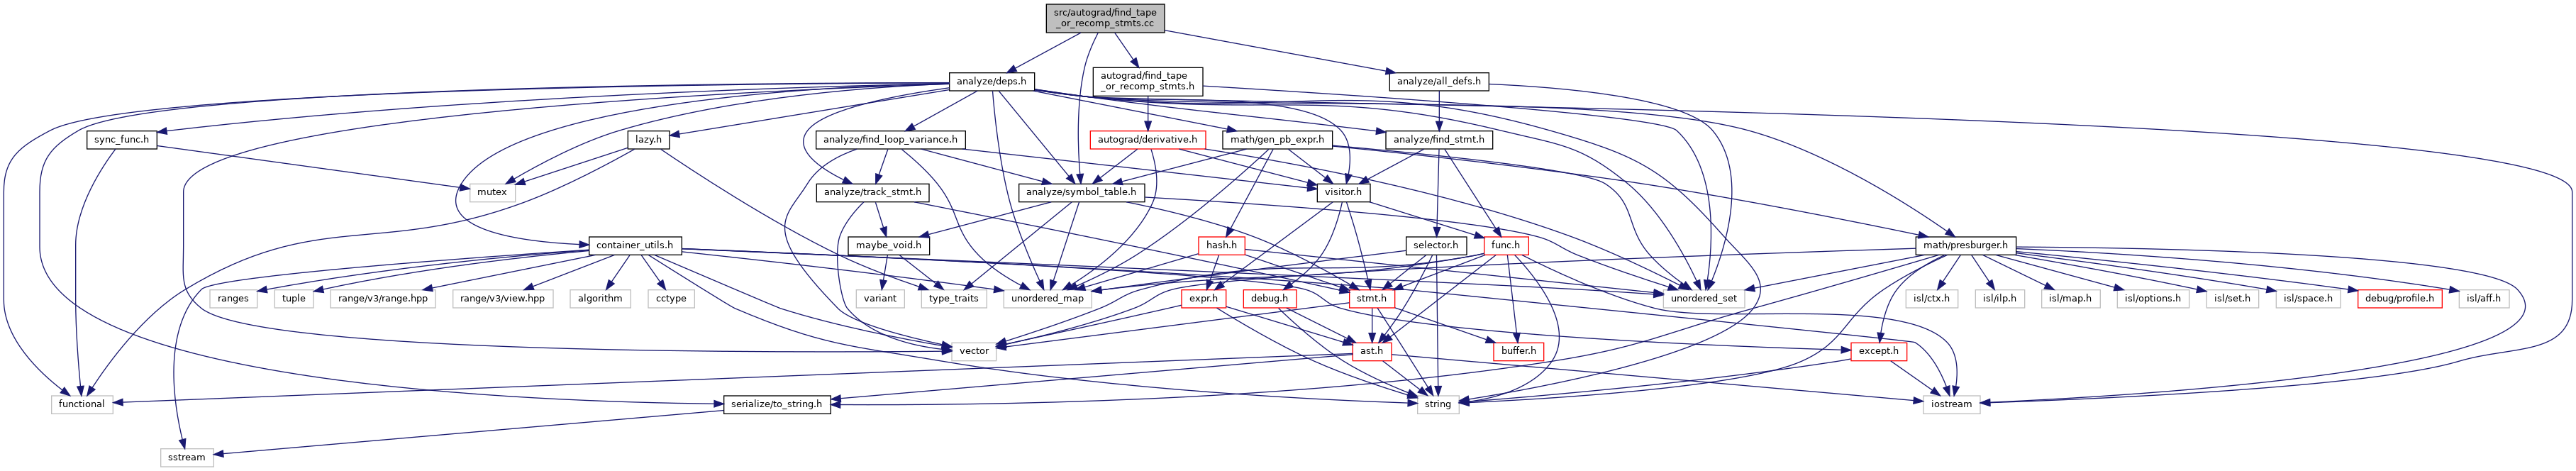 src/autograd/find_tape
_or_recomp_stmts.cc
analyze/deps.h
autograd/find_tape
_or_recomp_stmts.h
analyze/all_defs.h
sync_func.h
lazy.h
analyze/find_loop_variance.h
autograd/derivative.h
math/gen_pb_expr.h
analyze/find_stmt.h
mutex
analyze/track_stmt.h
analyze/symbol_table.h
visitor.h
container_utils.h
maybe_void.h
hash.h
selector.h
func.h
math/presburger.h
ranges
tuple
range/v3/range.hpp
range/v3/view.hpp
algorithm
cctype
variant
type_traits
unordered_map
expr.h
debug.h
stmt.h
unordered_set
isl/ctx.h
isl/ilp.h
isl/map.h
isl/options.h
isl/set.h
isl/space.h
debug/profile.h
isl/aff.h
vector
ast.h
buffer.h
except.h
functional
serialize/to_string.h
string
iostream
sstream